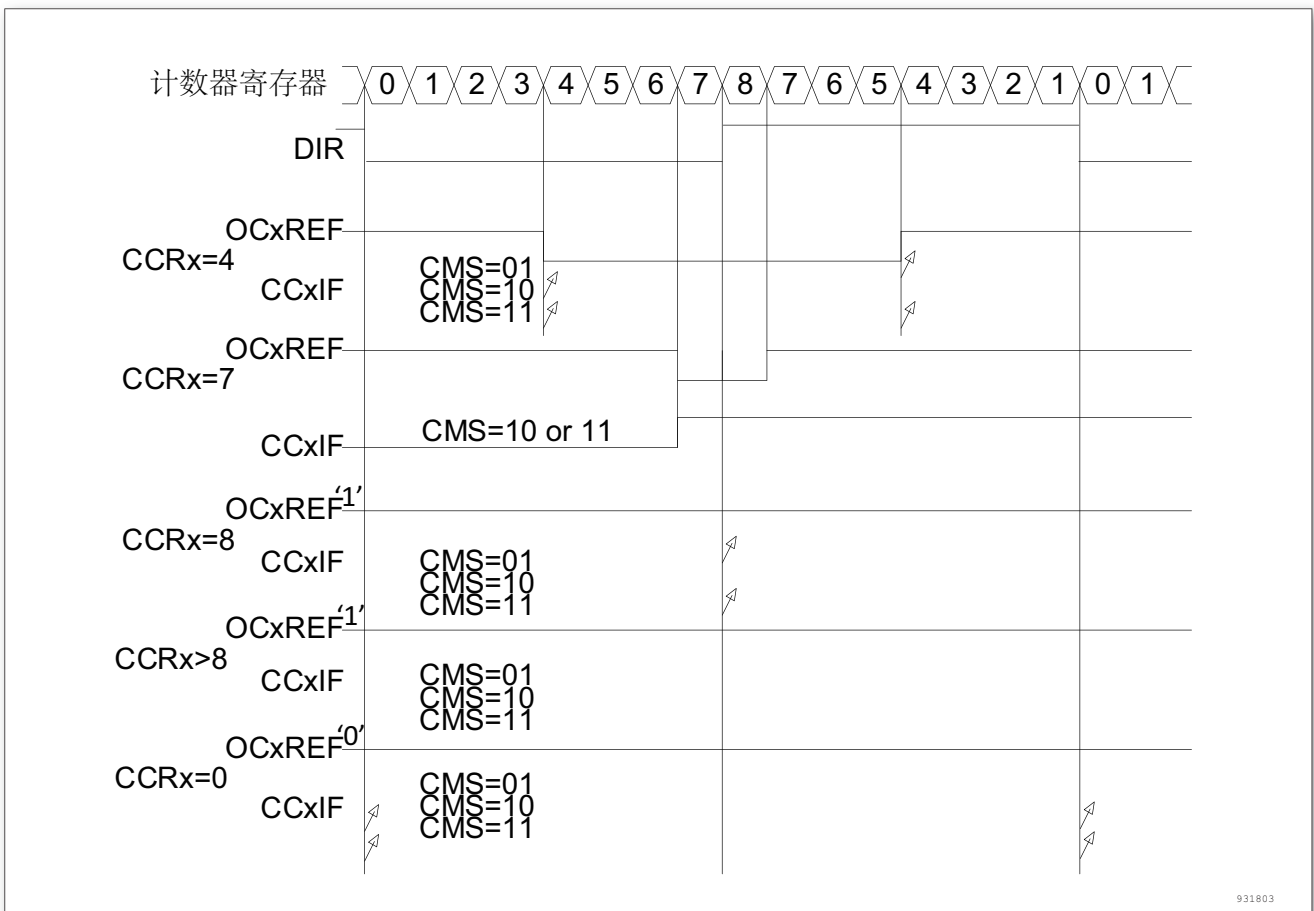 计数器寄存器 0 1 2 3 4 5 6 7 8 7 6 5 4 3 2 1 0 1
DIR
OCxREF
CCRx=4
CCxIF
CMS=01
CMS=10
CMS=11
OCxREF
CCRx=7
CCxIF
CMS=10 or 11
OCxREF '1'
CCRx=8
CCxIF
CMS=01
CMS=10
CMS=11
OCxREF '1'
CCRx>8
CCxIF
CMS=01
CMS=10
CMS=11
OCxREF '0'
CCRx=0
CCxIF
CMS=01
CMS=10
CMS=11
931803